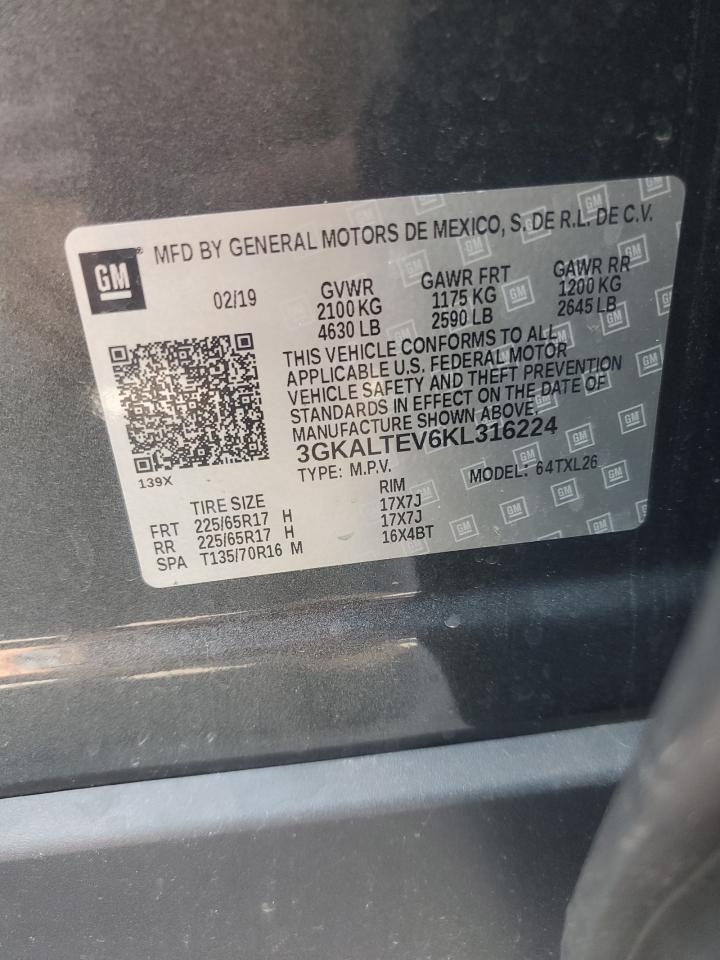 GM
MFD BY GENERAL MOTORS DE MEXICO, S. DE R.L. DE C.V.
02/19 GVWR GAWR FRT GAWR RR
2100 KG 1175 KG 1200 KG
4630 LB 2590 LB 2645 LB
THIS VEHICLE CONFORMS TO ALL
APPLICABLE U.S. FEDERAL MOTOR
VEHICLE SAFETY AND THEFT PREVENTION
STANDARDS IN EFFECT ON THE DATE OF
MANUFACTURE SHOWN ABOVE.
3GKALTEV6KL316224
139X
TYPE: M.P.V. MODEL: 64TXL26
TIRE SIZE RIM
FRT 225/65R17 H 17X7J
RR 225/65R17 H 17X7J
SPA T135/70R16 M 16X4BT